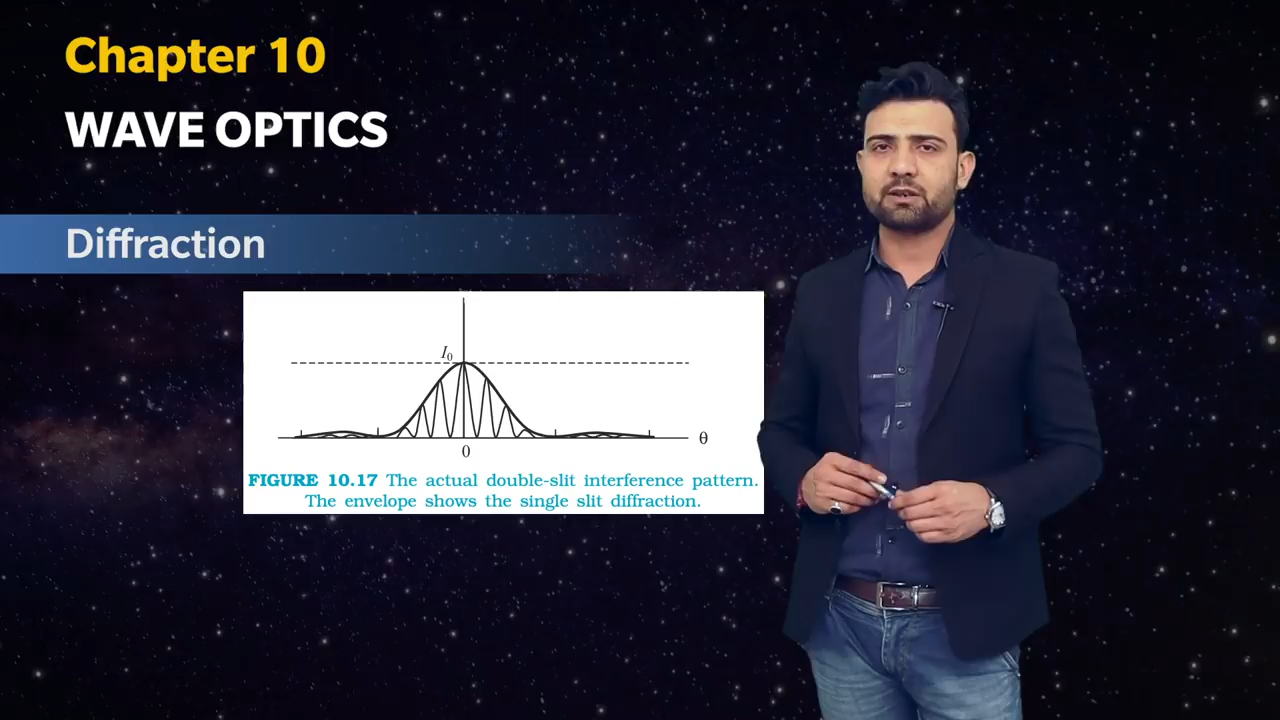 Chapter 10
WAVE OPTICS
Diffraction
I₀
θ
0
FIGURE 10.17 The actual double-slit interference pattern.
The envelope shows the single slit diffraction.